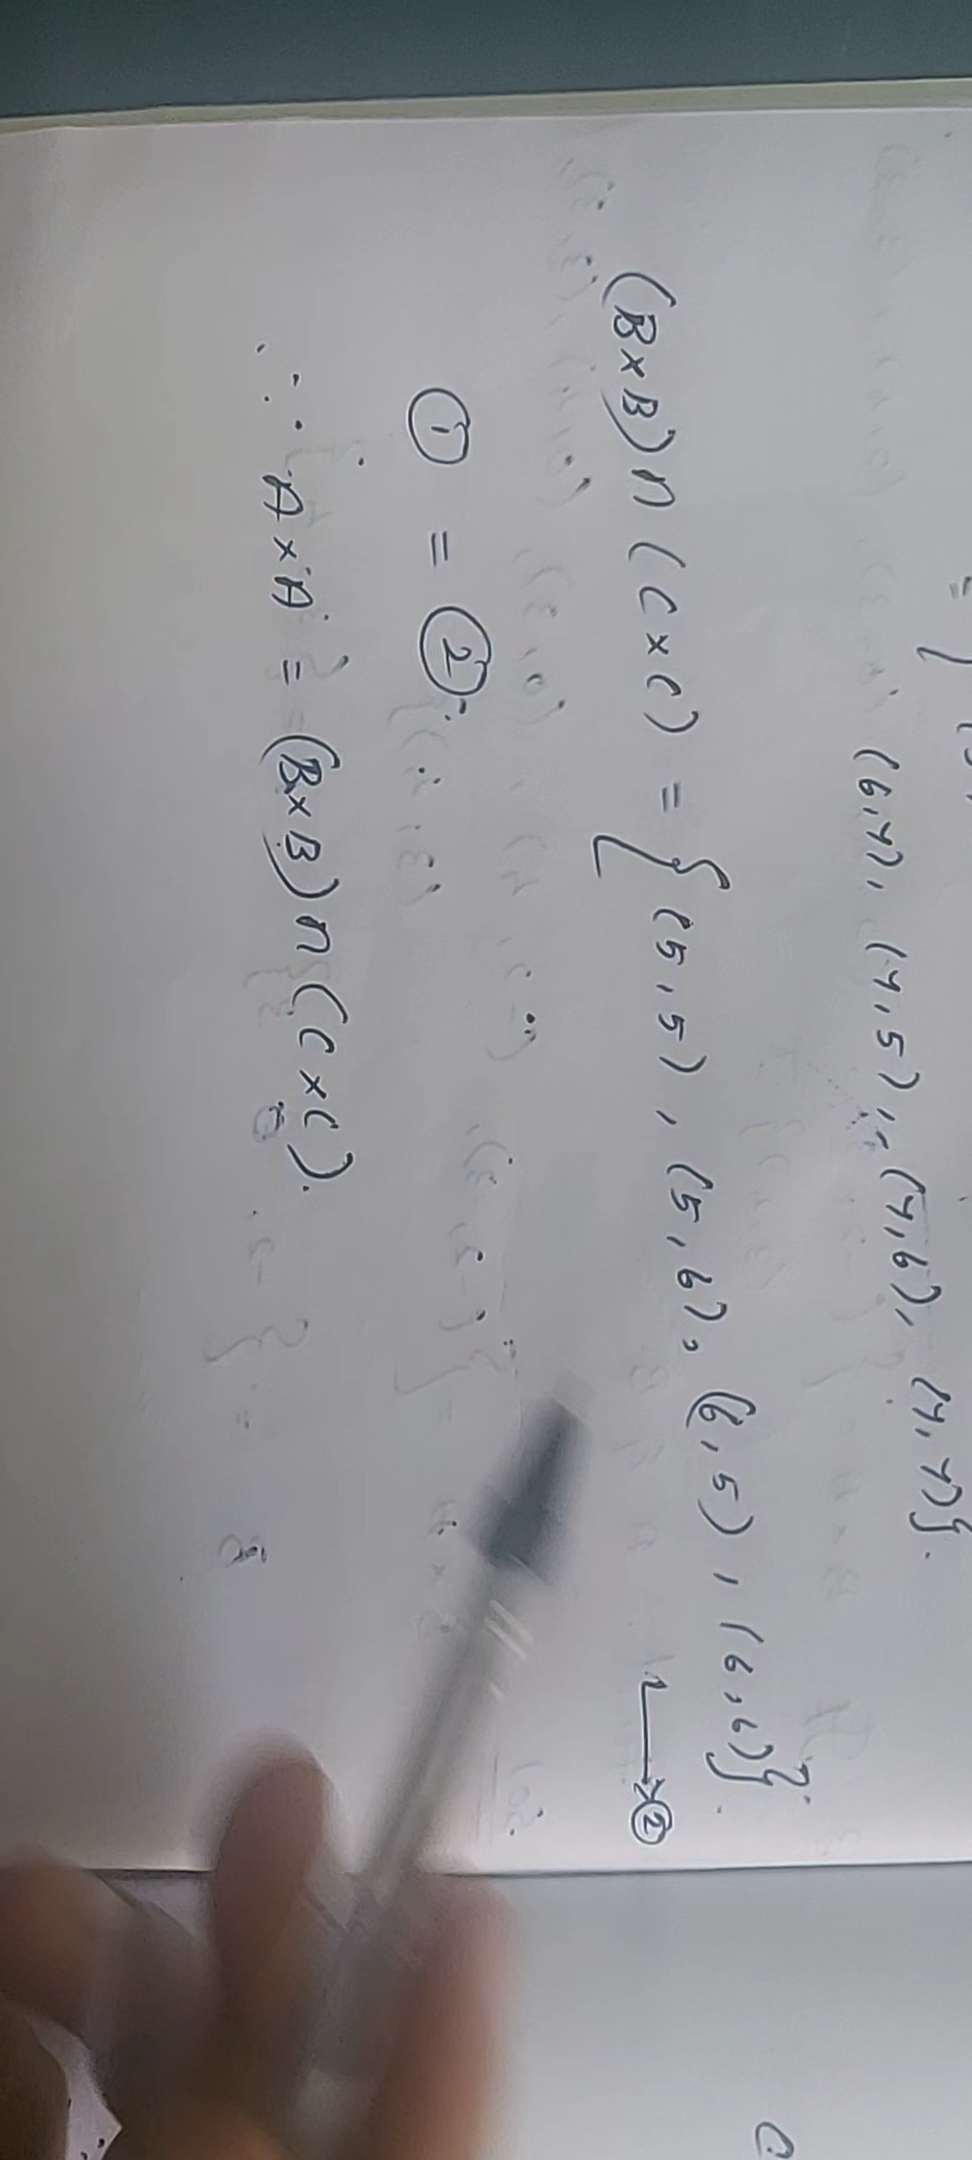 (6,7), (7,5), (7,6), (7,7)}.
(B×B)∩(C×C) = {(5,5), (5,6), (6,5), (6,6)}.
→②
① = ②
∴ A×A = (B×B)∩(C×C).